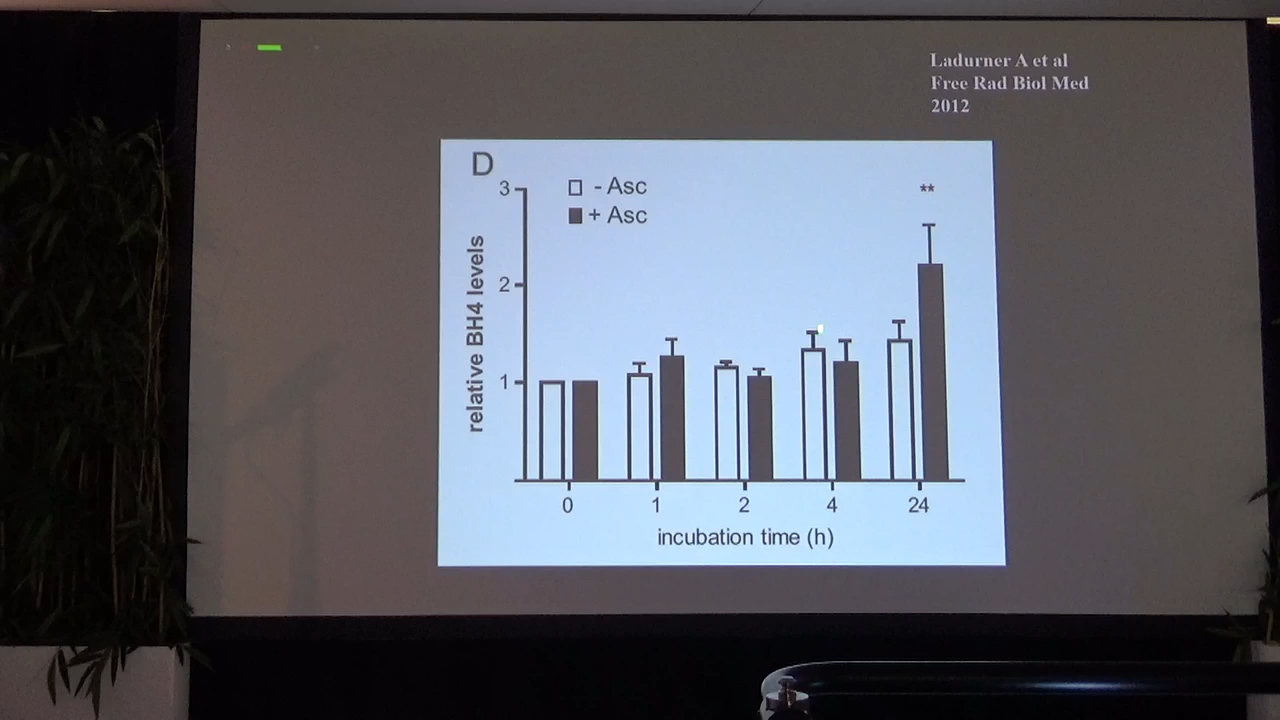 Ladurner A et al
Free Rad Biol Med
2012
D
3
2
1
- Asc
+ Asc
**
relative BH4 levels
0 1 2 4 24
incubation time (h)